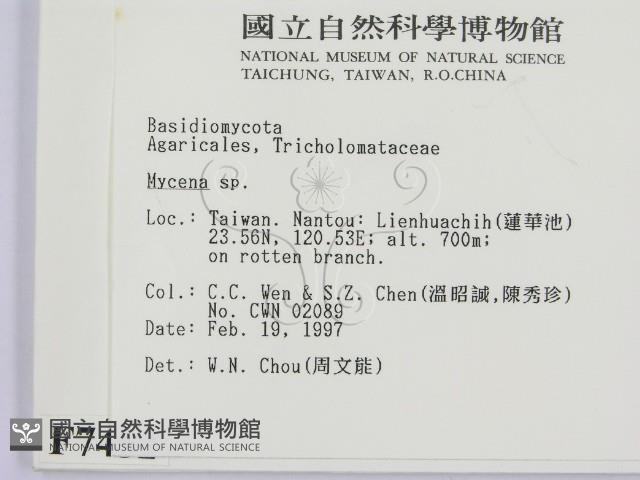 國立自然科學博物館
NATIONAL MUSEUM OF NATURAL SCIENCE
TAICHUNG, TAIWAN, R.O.CHINA
Basidiomycota
Agaricales, Tricholomataceae
Mycena sp.
Loc.: Taiwan. Nantou: Lienhuachih(蓮華池)
23.56N, 120.53E; alt. 700m;
on rotten branch.
Col.: C.C. Wen & S.Z. Chen(溫昭誠,陳秀珍)
No. CWN 02089
Date: Feb. 19, 1997
Det.: W.N. Chou(周文能)
國立自然科學博物館
NATIONAL MUSEUM OF NATURAL SCIENCE